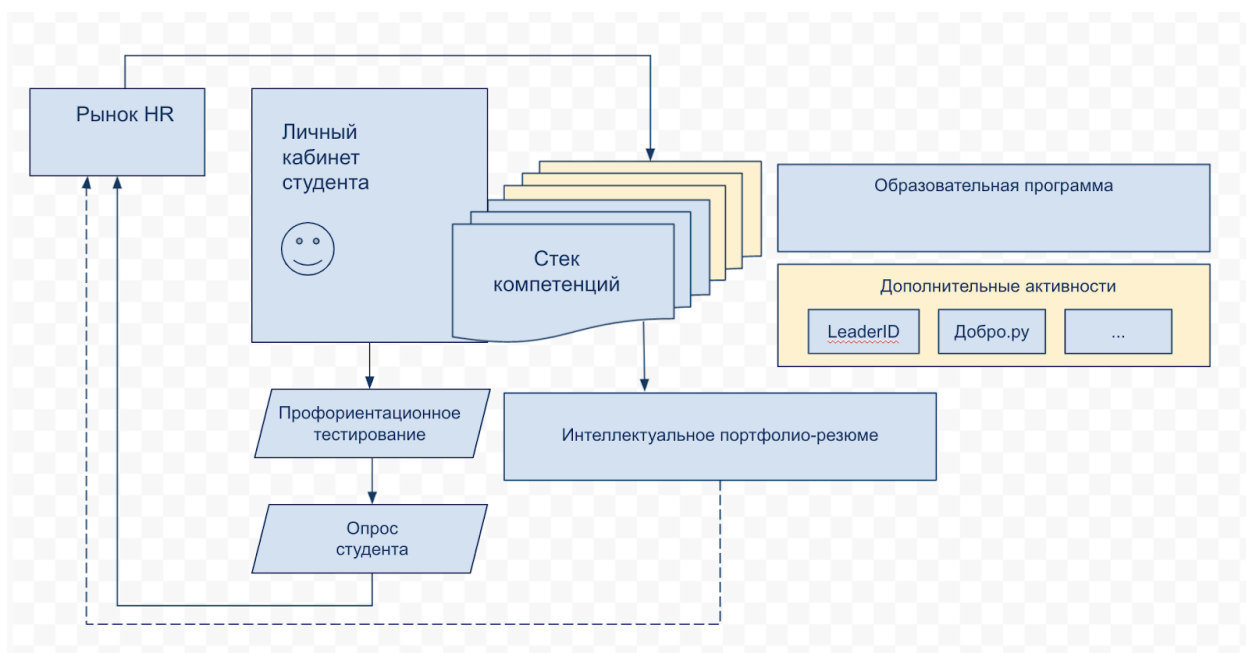 Рынок HR
Личный
кабинет
студента
Стек
компетенций
Образовательная программа
Дополнительные активности
LeaderID
Добро.ру
...
Профориентационное
тестирование
Интеллектуальное портфолио-резюме
Опрос
студента